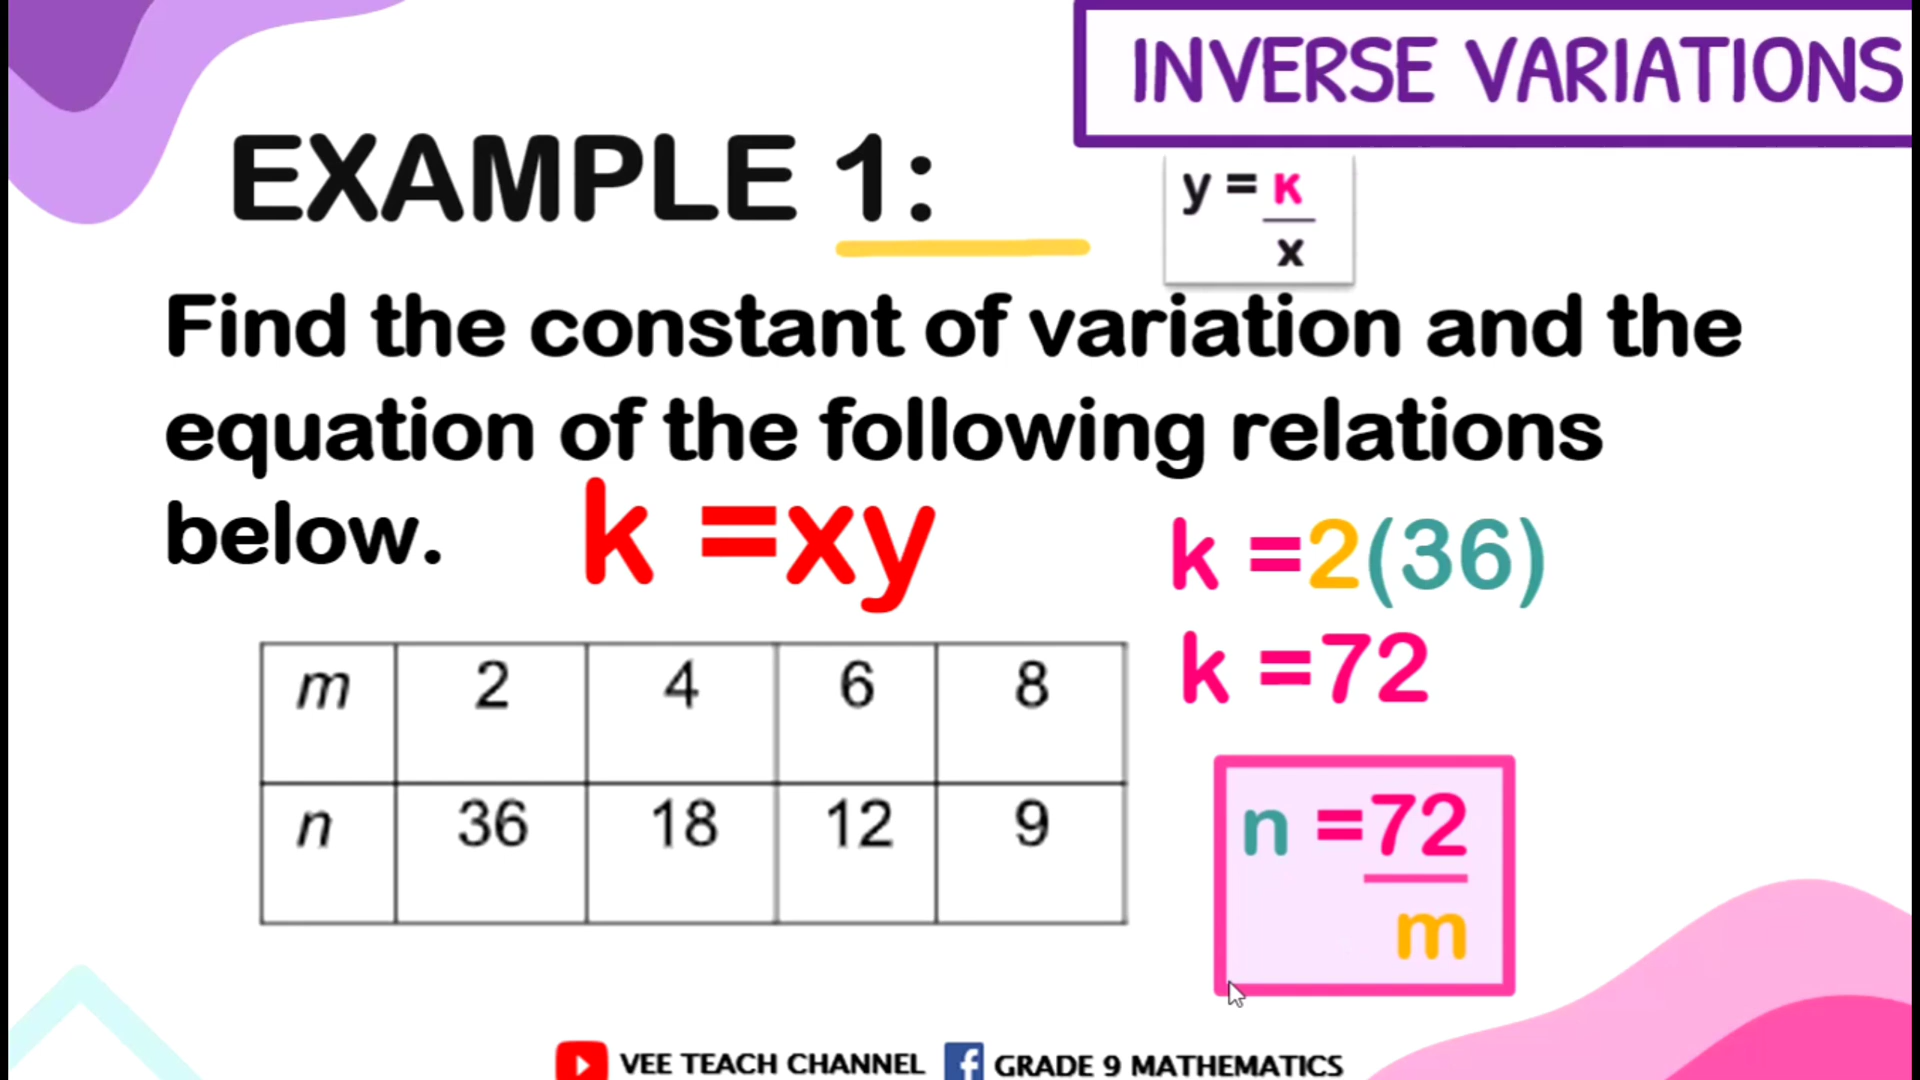 INVERSE VARIATIONS
EXAMPLE 1:
y = K
x
Find the constant of variation and the
equation of the following relations
below.
k =xy
k =2(36)
k =72
m 2 4 6 8
n 36 18 12 9
n =72
m
VEE TEACH CHANNEL f GRADE 9 MATHEMATICS